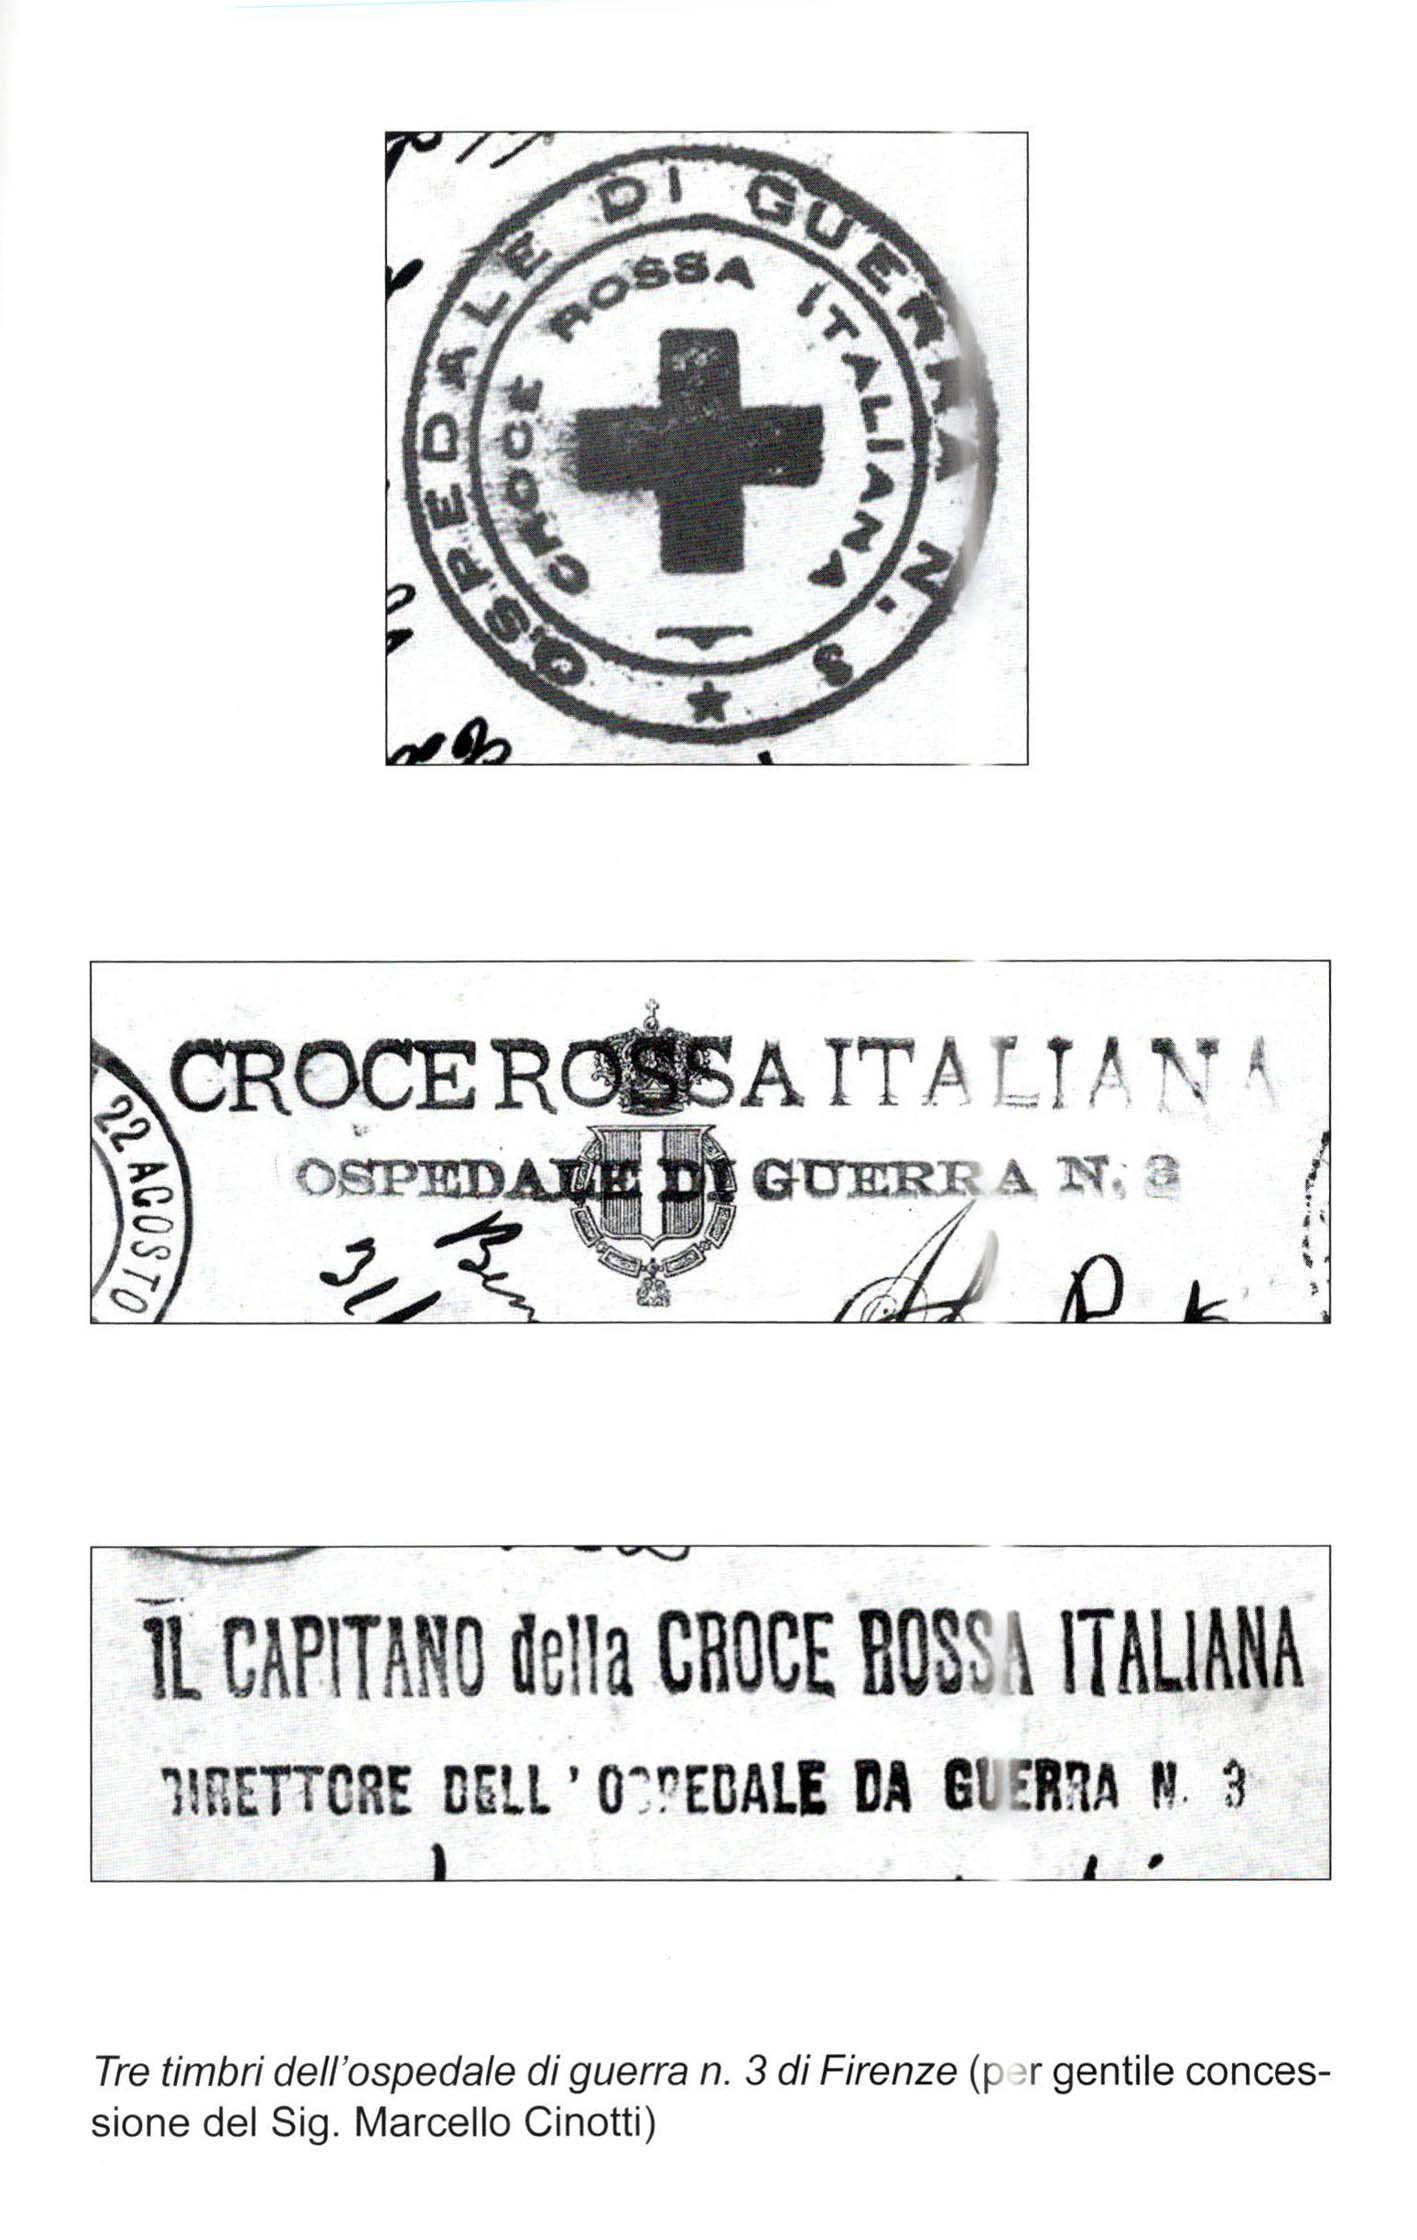 OSPEDALE DI GUERRA N. 3
CROCE ROSSA ITALIANA
CROCE ROSSA ITALIANA
OSPEDALE DI GUERRA N. 3
22 AGOSTO
IL CAPITANO della CROCE ROSSA ITALIANA
DIRETTORE DELL' OSPEDALE DA GUERRA N. 3
Tre timbri dell'ospedale di guerra n. 3 di Firenze (per gentile conces-
sione del Sig. Marcello Cinotti)